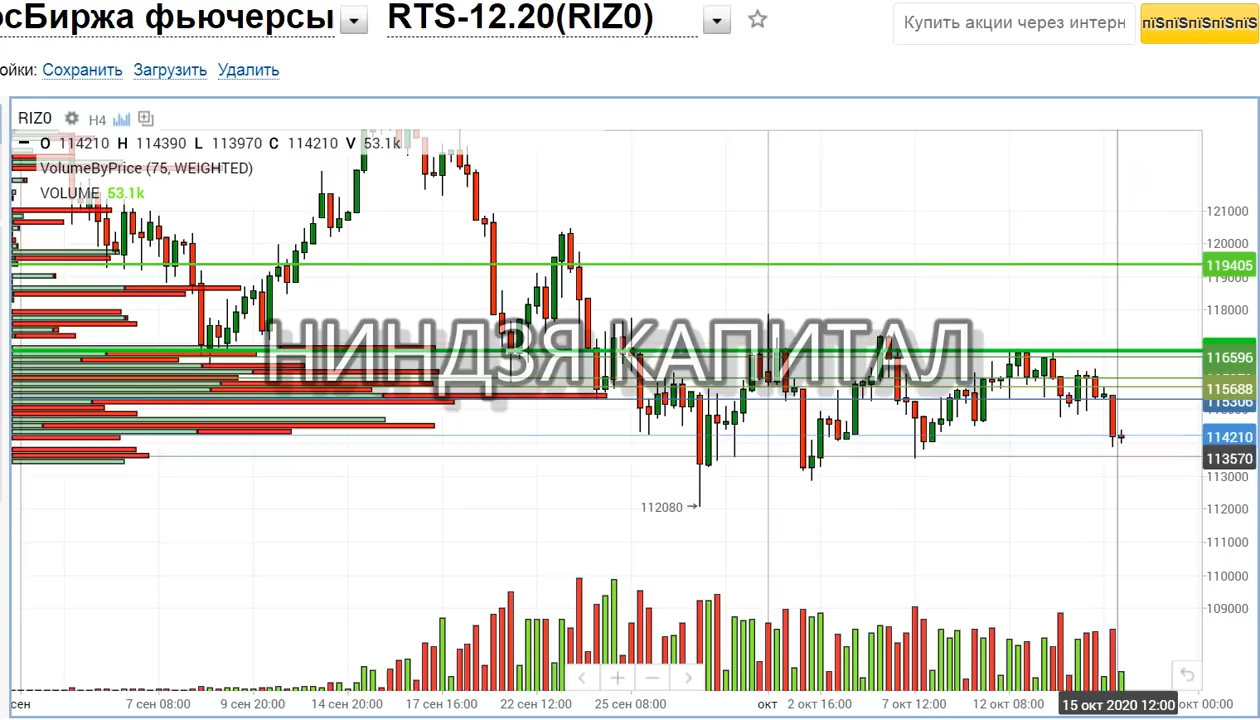 осБиржа фьючерсы RTS-12.20(RIZ0) Купить акции через интерн пїЅпїЅпїЅпїЅпїЅ
ойки: Сохранить Загрузить Удалить
RIZ0 H4
O 114210 H 114390 L 113970 C 114210 V 53.1k
VolumeByPrice (75, WEIGHTED)
VOLUME 53.1k
121000
120000
119405
119000
118000
НИНДЗЯ КАПИТАЛ
116596
115688
115306
114210
113570
113000
112080
112000
111000
110000
109000
сен 7 сен 08:00 9 сен 20:00 14 сен 20:00 17 сен 16:00 22 сен 12:00 25 сен 08:00 окт 2 окт 16:00 7 окт 12:00 12 окт 08:00 15 окт 2020 12:00 окт 00:00